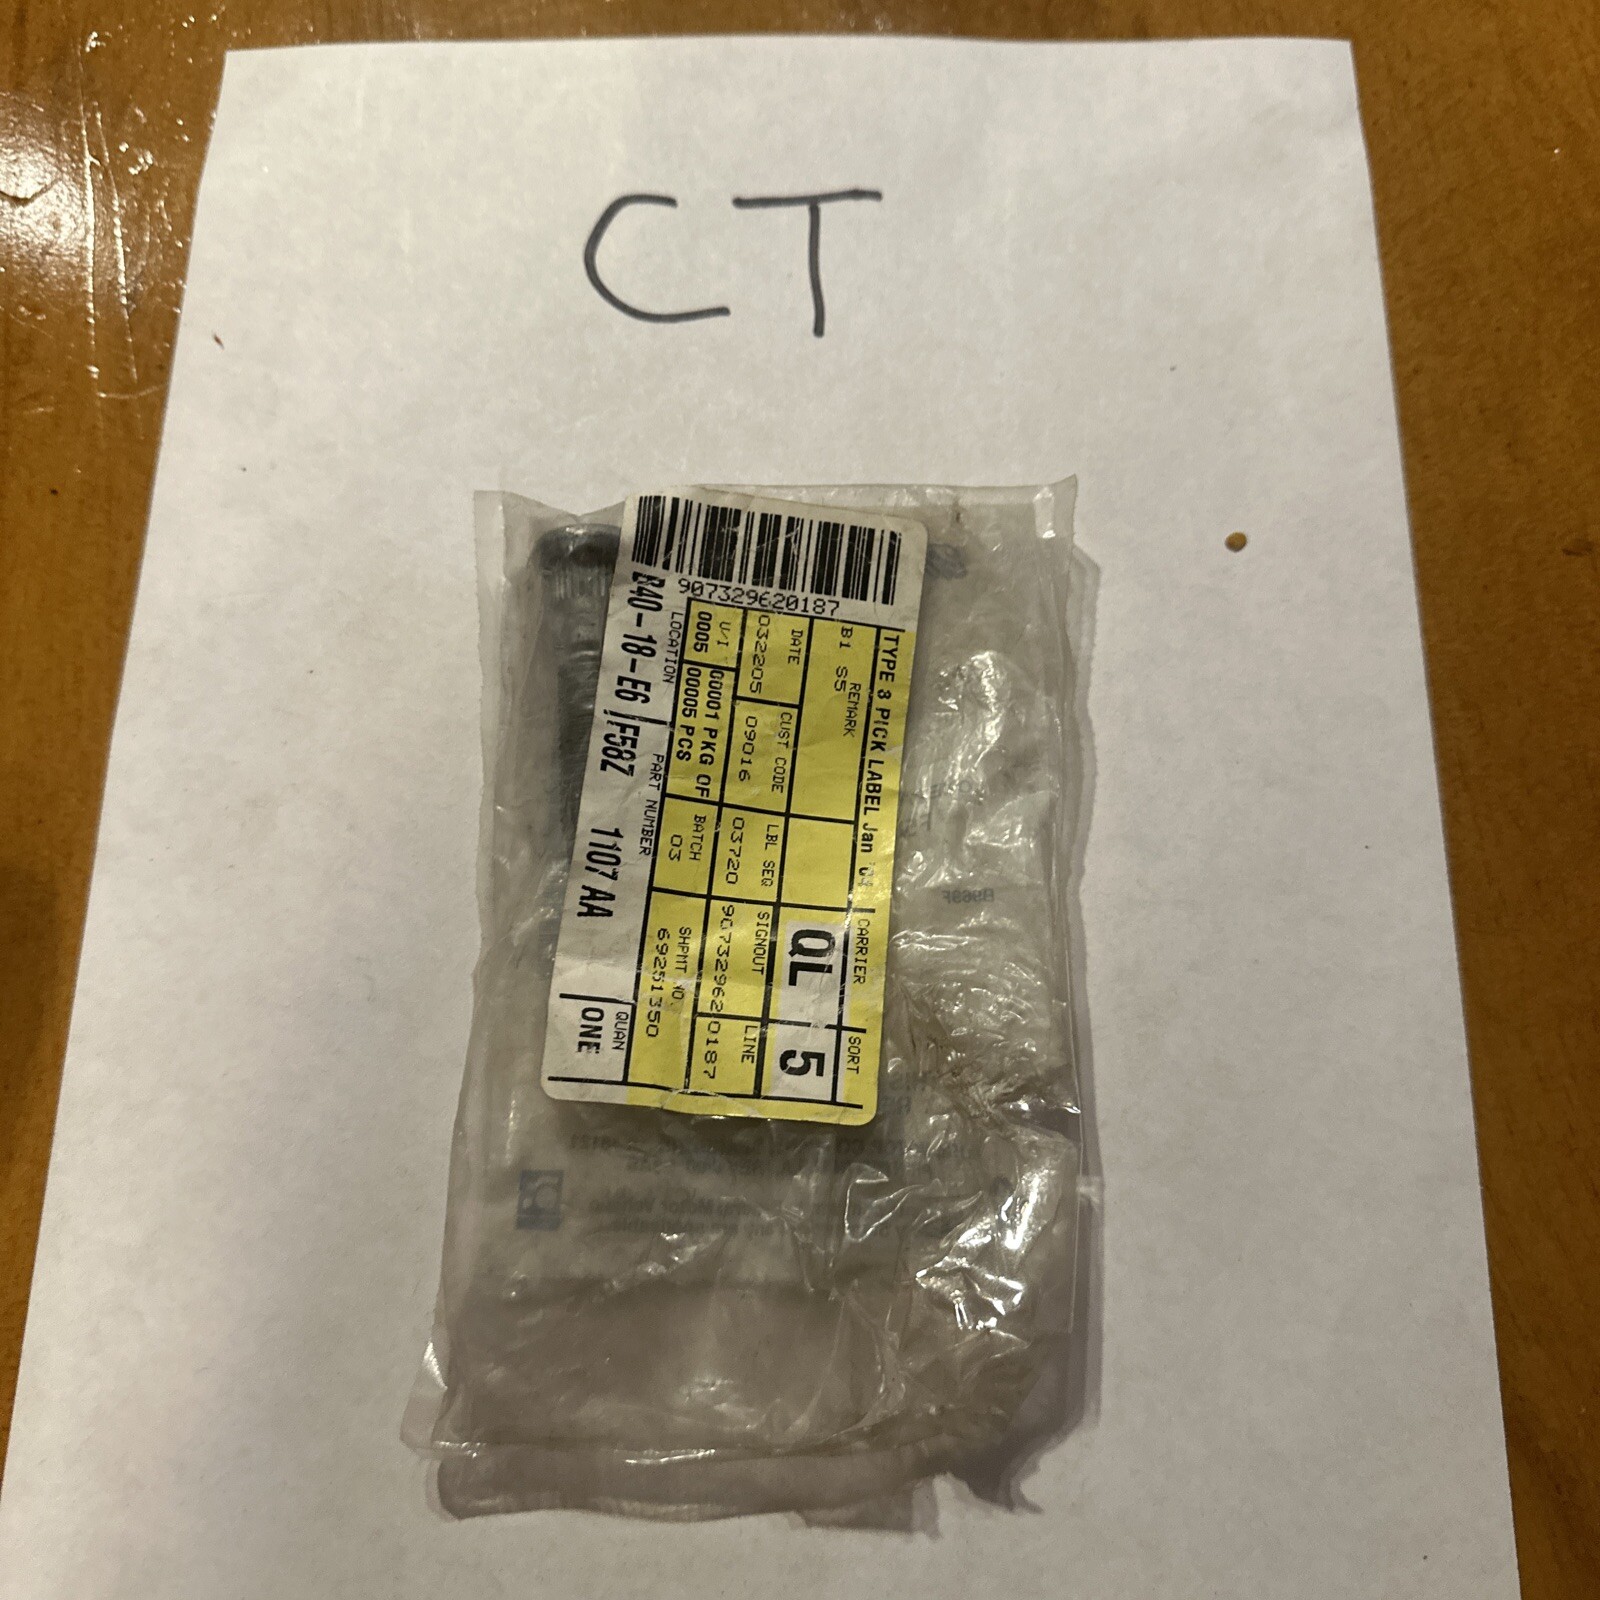 CT
907329620187
TYPE 3 PICK LABEL Jan '04
CARRIER
SORT
REMARK
B1 S5
QL
5
DATE
CUST CODE
LBL SEQ
SIGNOUT
LINE
032205
09016
03720
907329620187
U/I
00001 PKG OF
BATCH
SHPMT NO.
0005
00005 PCS
03
69251350
LOCATION
PART NUMBER
QUAN
B40-18-E6
F58Z 1107 AA
ONE